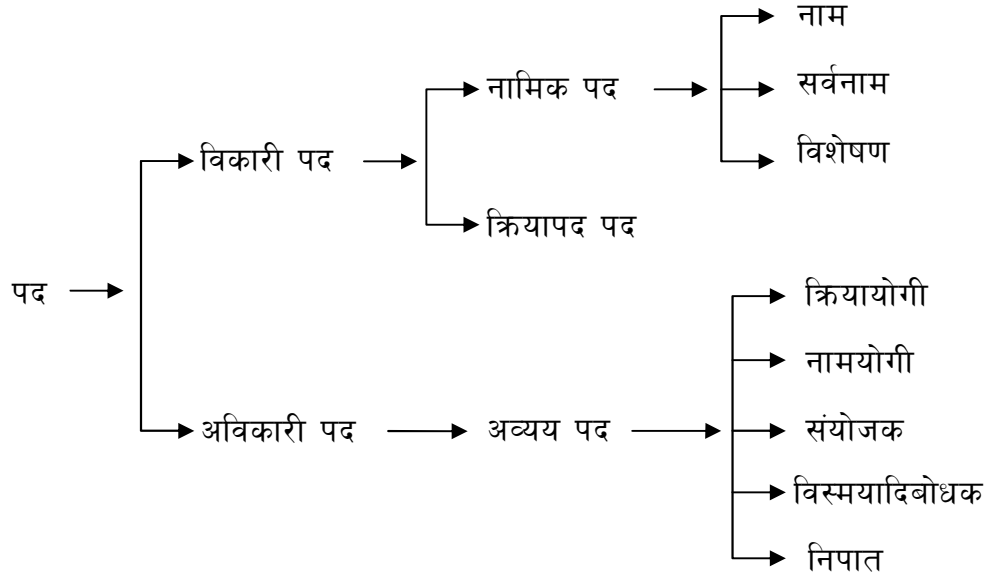 नाम
नामिक पद
सर्वनाम
विकारी पद
विशेषण
क्रियापद पद
पद
क्रियायोगी
नामयोगी
अविकारी पद
अव्यय पद
संयोजक
विस्मयादिबोधक
निपात